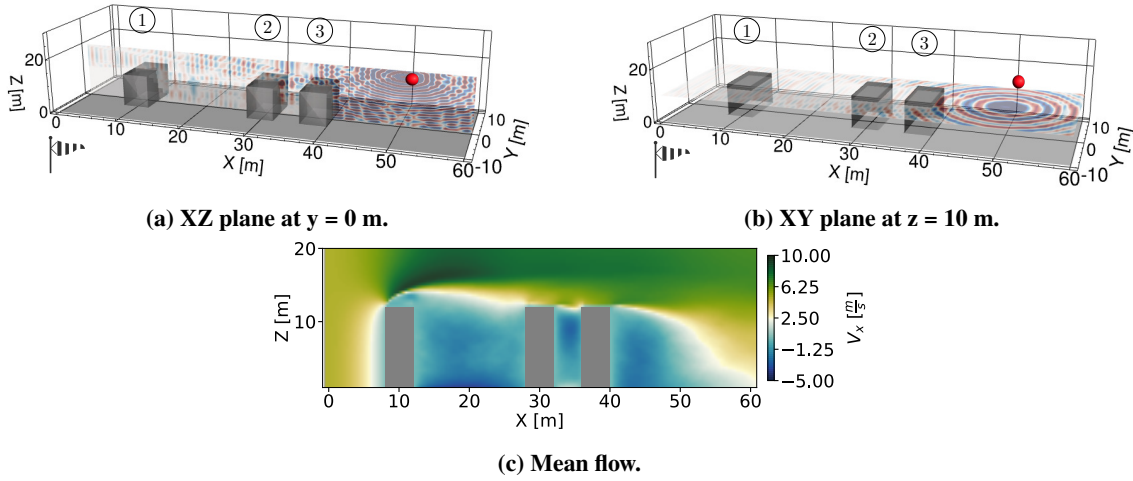 1 2 3
20
Z [m]
0
0 10 20 30 40 50 60
X [m]
10
0
-10
Y [m]
(a) XZ plane at y = 0 m.
1 2 3
20
Z [m]
0
0 10 20 30 40 50 60
X [m]
10
0
-10
Y [m]
(b) XY plane at z = 10 m.
20
10
Z [m]
0 10 20 30 40 50 60
X [m]
10.00
6.25
2.50
−1.25
−5.00
V_x [m/s]
(c) Mean flow.